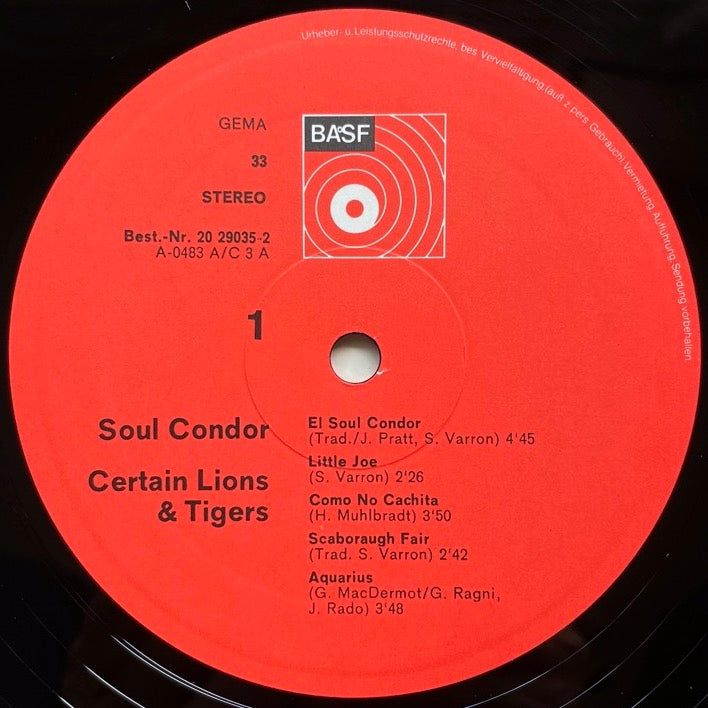 Urheber- u. Leistungsschutzrechte, bes. Vervielfältigung (auß z. pers. Gebrauch), Vermietung, Aufführung, Sendung vorbehalten.
GEMA
33
STEREO
Best.-Nr. 20 29035-2
A-0483 A/C 3 A
BASF
1
Soul Condor
Certain Lions
& Tigers
El Soul Condor
(Trad./J. Pratt, S. Varron) 4'45
Little Joe
(S. Varron) 2'26
Como No Cachita
(H. Muhlbradt) 3'50
Scaboraugh Fair
(Trad. S. Varron) 2'42
Aquarius
(G. MacDermot/G. Ragni,
J. Rado) 3'48